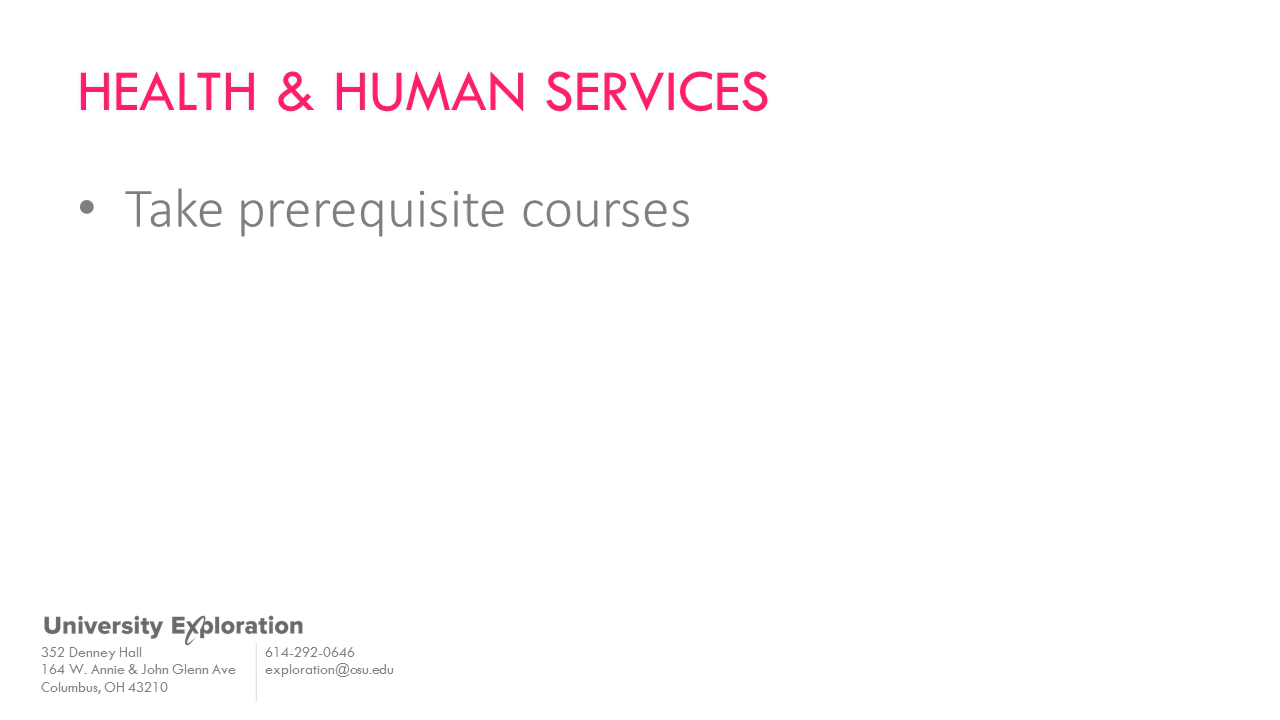 HEALTH & HUMAN SERVICES
• Take prerequisite courses
University Exploration
352 Denney Hall
164 W. Annie & John Glenn Ave
Columbus, OH 43210
614-292-0646
exploration@osu.edu